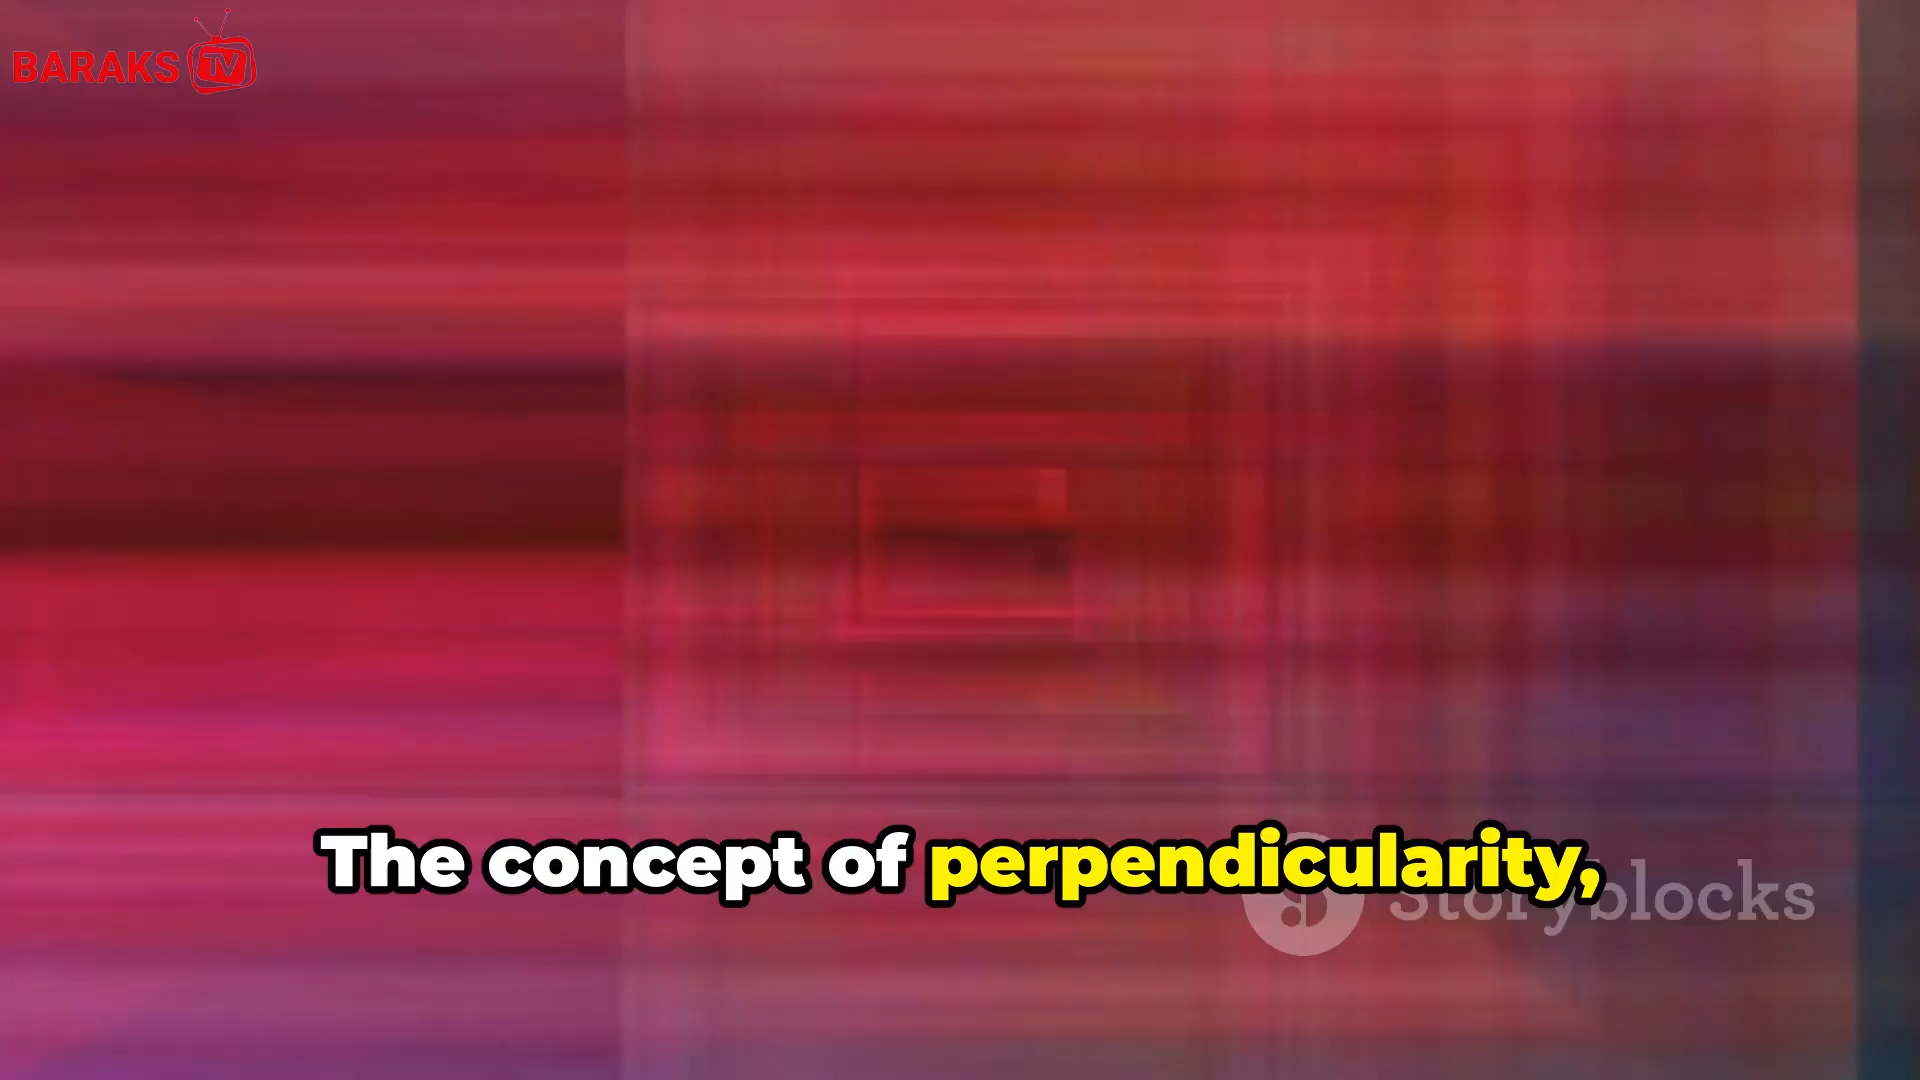 BARAKS TV
The concept of perpendicularity,
Storyblocks